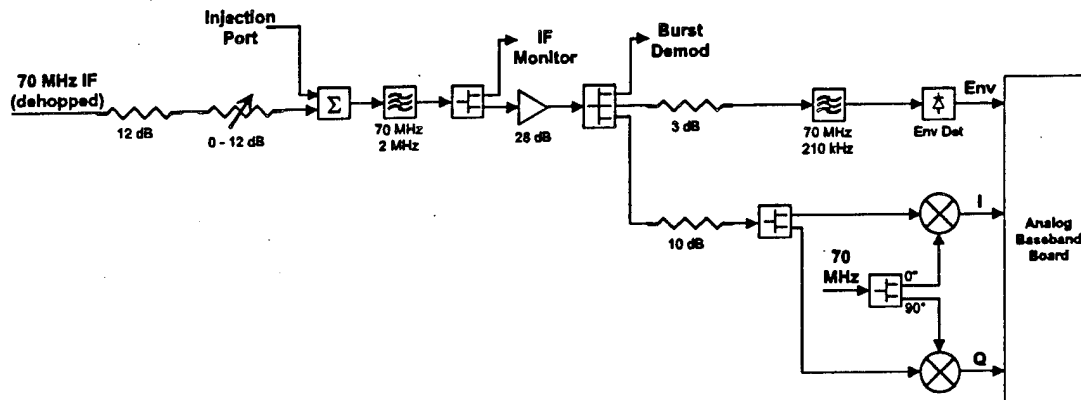 Injection
Port
70 MHz IF
(dehopped)
12 dB
0 - 12 dB
Σ
70 MHz
2 MHz
IF
Monitor
28 dB
Burst
Demod
3 dB
70 MHz
210 kHz
Env Det
Env
10 dB
I
70
MHz
0°
90°
Q
Analog
Baseband
Board